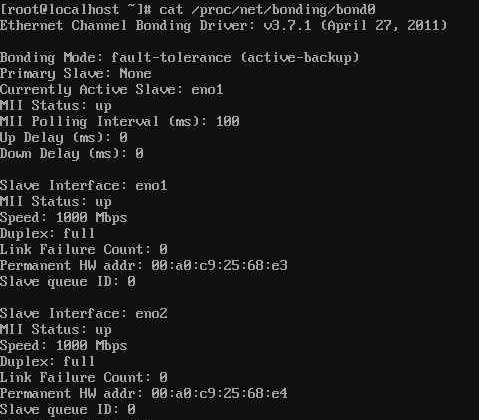 [root@localhost ~]# cat /proc/net/bonding/bond0
Ethernet Channel Bonding Driver: v3.7.1 (April 27, 2011)
Bonding Mode: fault-tolerance (active-backup)
Primary Slave: None
Currently Active Slave: eno1
MII Status: up
MII Polling Interval (ms): 100
Up Delay (ms): 0
Down Delay (ms): 0
Slave Interface: eno1
MII Status: up
Speed: 1000 Mbps
Duplex: full
Link Failure Count: 0
Permanent HW addr: 00:a0:c9:25:68:e3
Slave queue ID: 0
Slave Interface: eno2
MII Status: up
Speed: 1000 Mbps
Duplex: full
Link Failure Count: 0
Permanent HW addr: 00:a0:c9:25:68:e4
Slave queue ID: 0